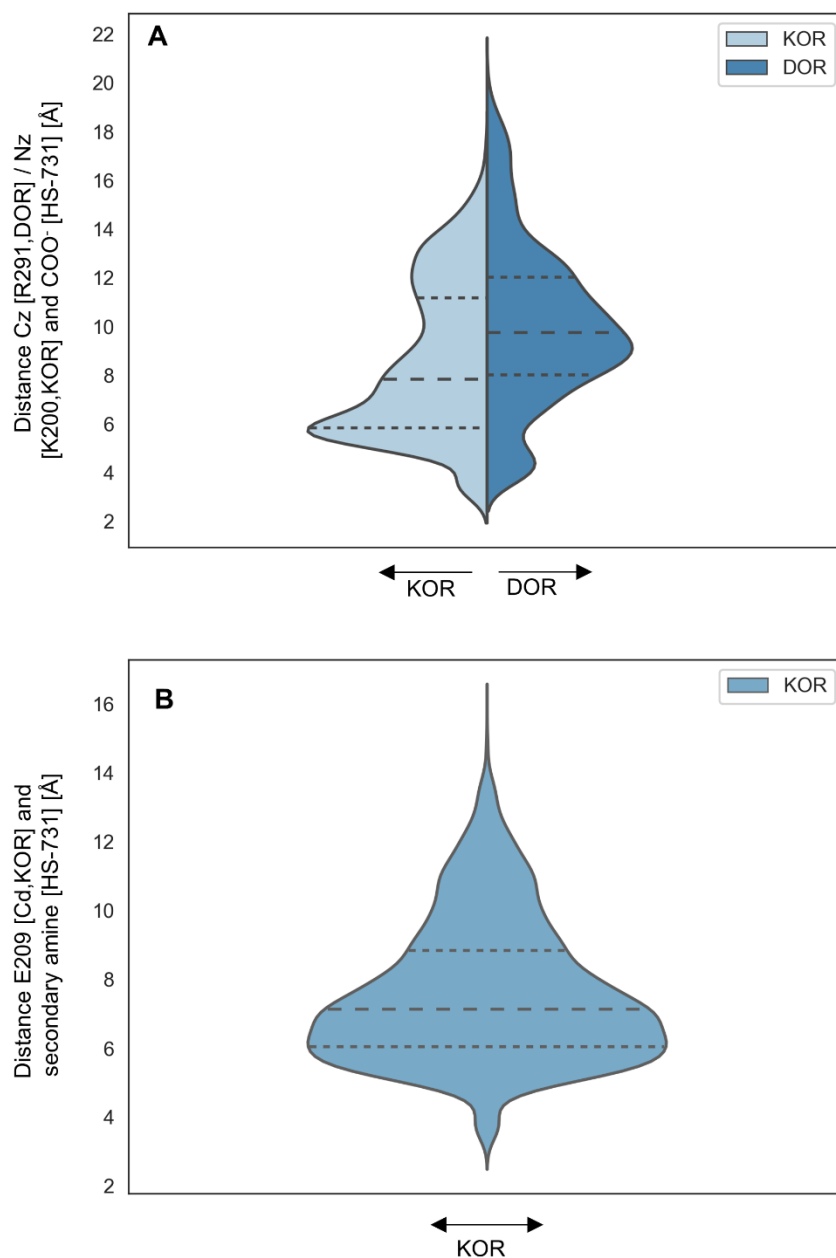 A
KOR
DOR
Distance Cz [R291,DOR] / Nz
[K200,KOR] and COO⁻ [HS-731] [Å]
22
20
18
16
14
12
10
8
6
4
2
KOR DOR
B
KOR
Distance E209 [Cd,KOR] and
secondary amine [HS-731] [Å]
16
14
12
10
8
6
4
2
KOR